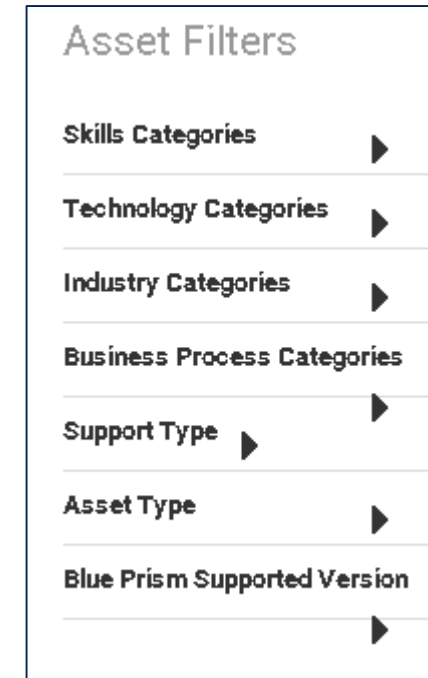 Asset Filters
Skills Categories
Technology Categories
Industry Categories
Business Process Categories
Support Type
Asset Type
Blue Prism Supported Version